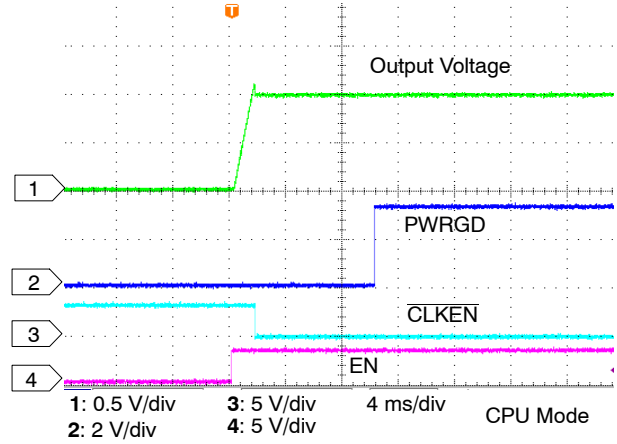 T
Output Voltage
1
PWRGD
2
CLKEN
3
EN
4
1: 0.5 V/div 3: 5 V/div 4 ms/div
2: 2 V/div 4: 5 V/div CPU Mode